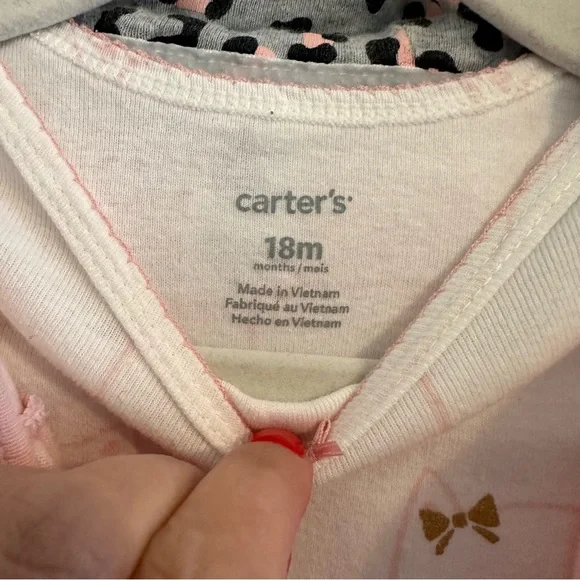 carter's
18m
months/mois
Made in Vietnam
Fabriqué au Vietnam
Hecho en Vietnam